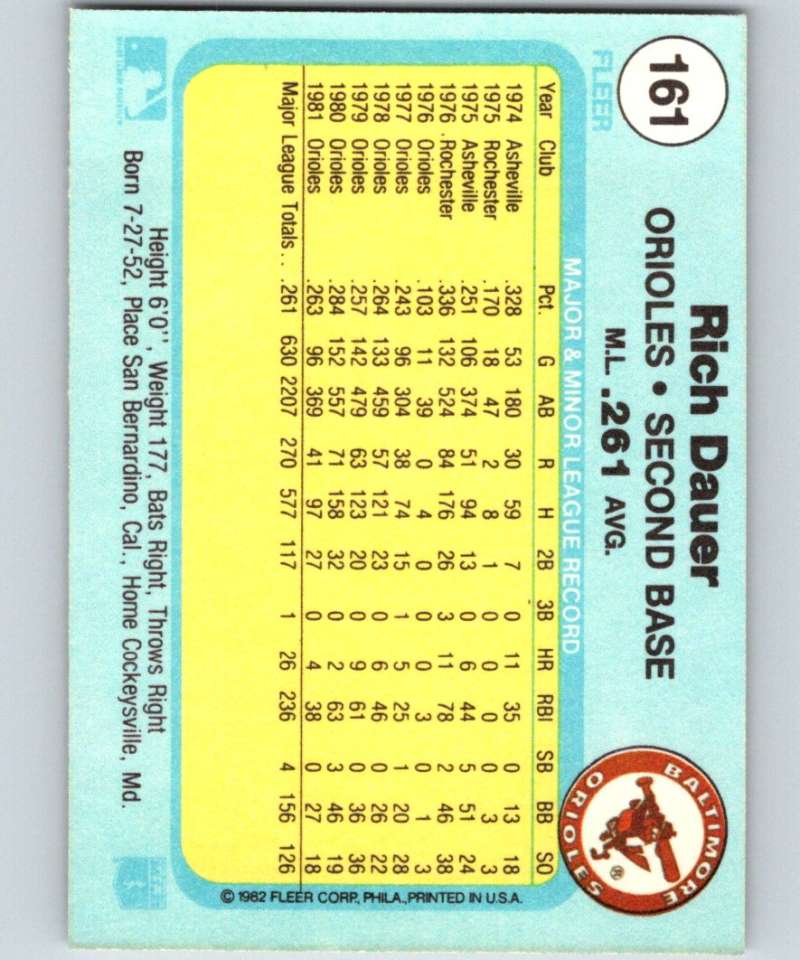 161
FLEER
Rich Dauer
ORIOLES • SECOND BASE
M.L. .261 AVG.
BALTIMORE ORIOLES ®
MAJOR & MINOR LEAGUE RECORD
Year Club Pct. G AB R H 2B 3B HR RBI SB BB SO
1974 Asheville .328 53 180 30 59 7 0 11 35 0 13 18
1975 Rochester .170 18 47 2 8 1 0 0 0 0 3 3
1975 Asheville .251 106 374 51 94 13 0 6 44 5 51 24
1976 Rochester .336 132 524 84 176 26 3 11 78 2 46 38
1976 Orioles .103 11 39 0 4 0 0 0 3 0 1 3
1977 Orioles .243 96 304 38 74 15 1 5 25 1 20 28
1978 Orioles .264 133 459 57 121 23 0 6 46 0 26 22
1979 Orioles .257 142 479 63 123 20 0 9 61 0 36 36
1980 Orioles .284 152 557 71 158 32 0 2 63 3 46 19
1981 Orioles .263 96 369 41 97 27 0 4 38 0 27 18
Major League Totals. . .261 630 2207 270 577 117 1 26 236 4 156 126
© 1982 FLEER CORP., PHILA., PRINTED IN U.S.A.
Height 6'0", Weight 177, Bats Right, Throws Right
Born 7-27-52, Place San Bernardino, Cal., Home Cockeysville, Md.